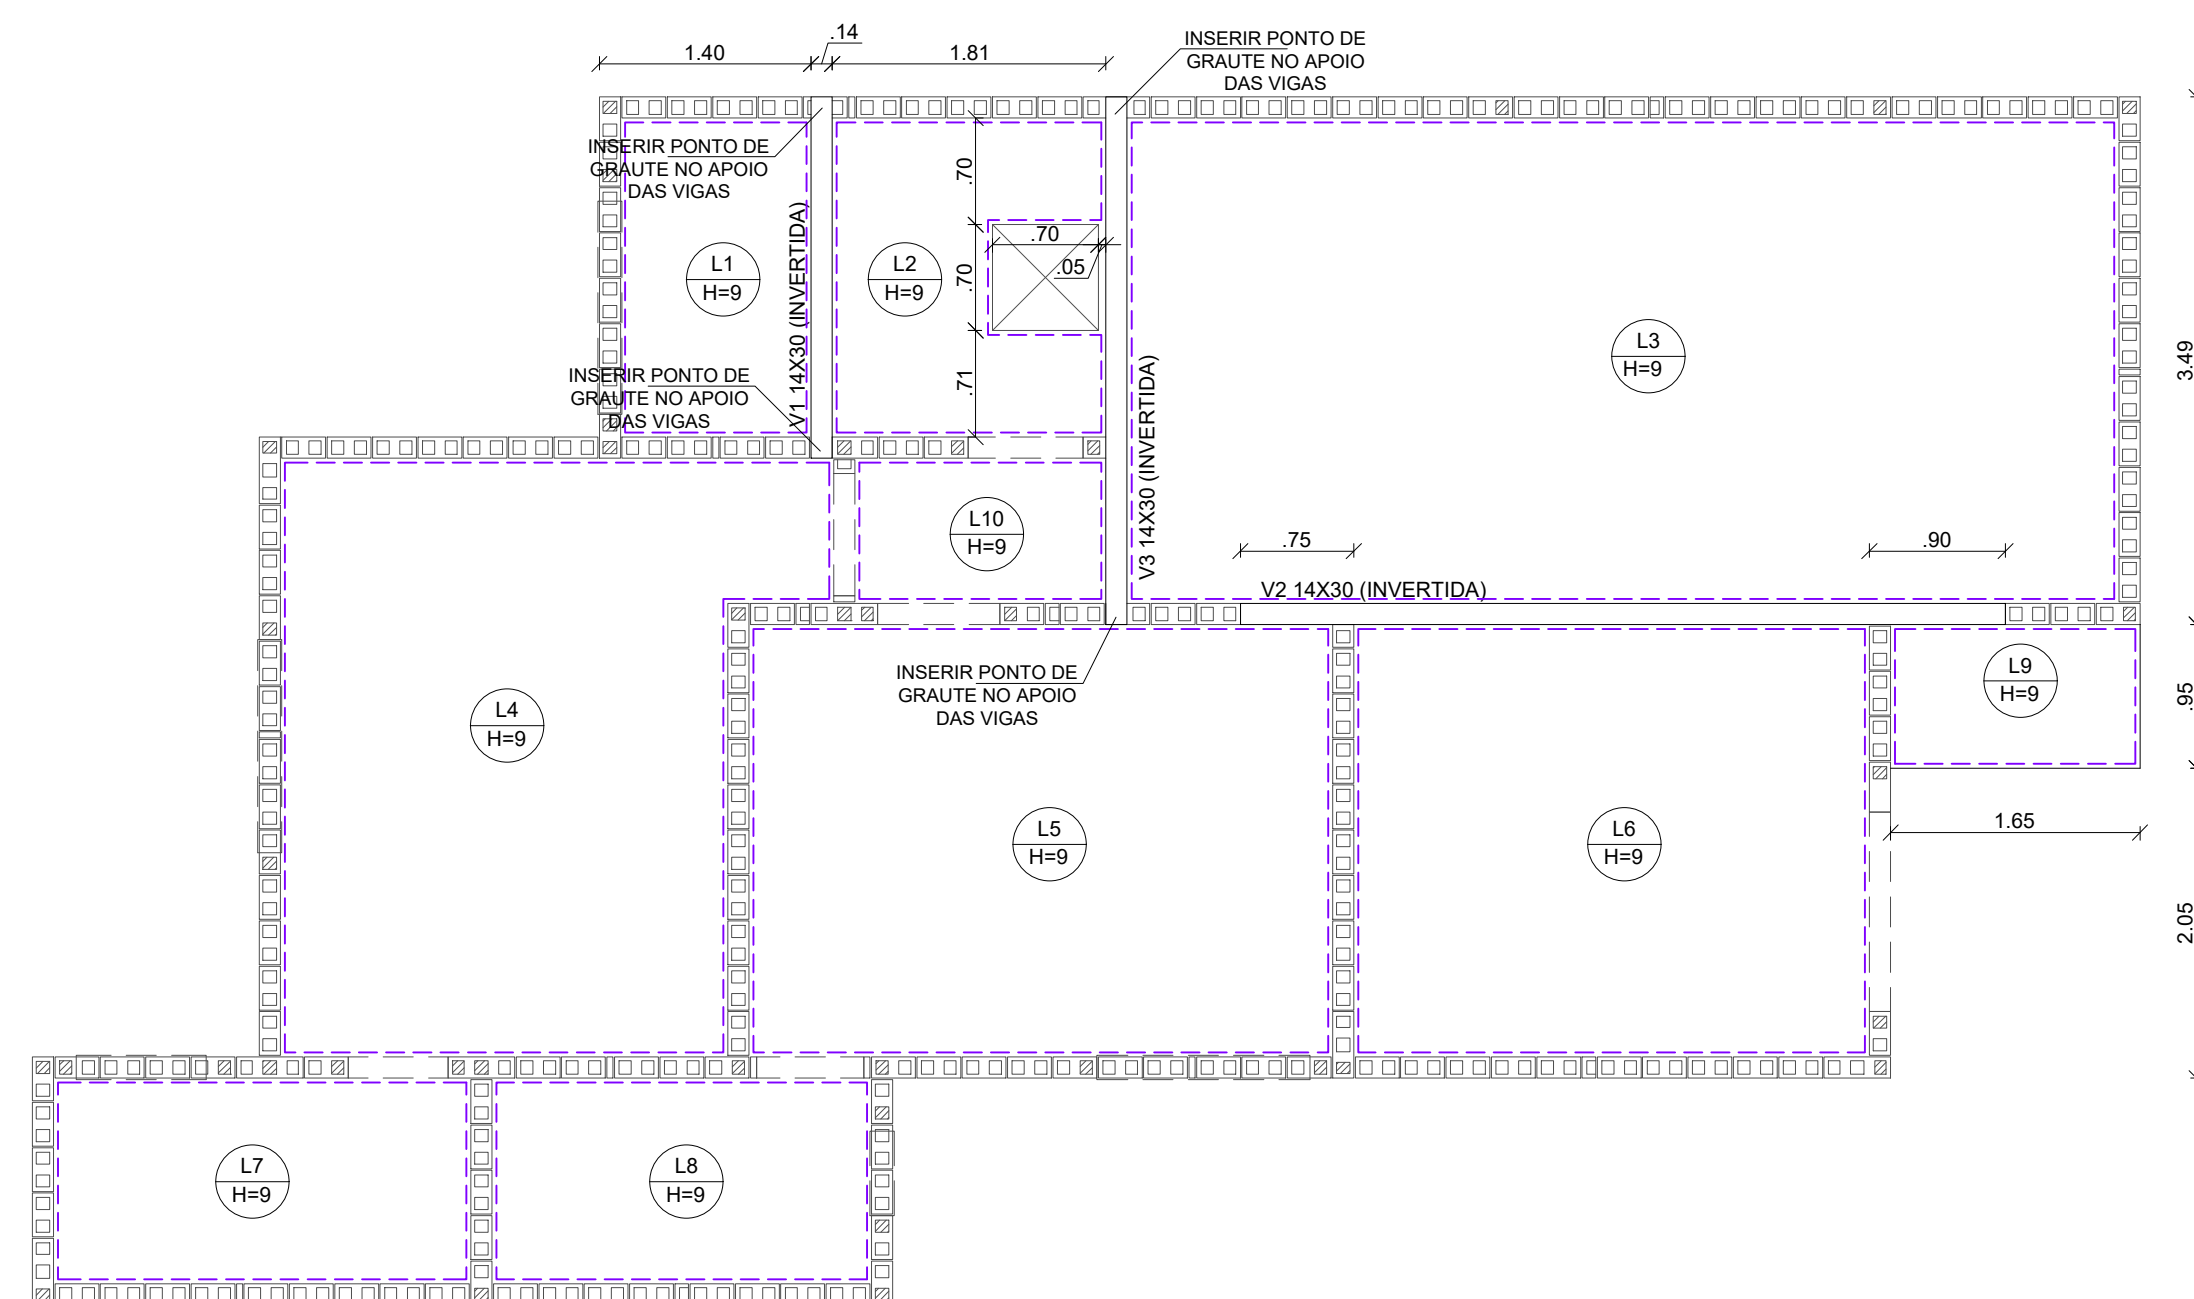 .14
1.40
1.81
INSERIR PONTO DE
GRAUTE NO APOIO
DAS VIGAS
INSERIR PONTO DE
GRAUTE NO APOIO
DAS VIGAS
.70
.70
.05
.70
.71
L1
H=9
V1 14X30 (INVERTIDA)
L2
H=9
L3
H=9
3.49
INSERIR PONTO DE
GRAUTE NO APOIO
DAS VIGAS
V3 14X30 (INVERTIDA)
L10
H=9
.75
.90
V2 14X30 (INVERTIDA)
INSERIR PONTO DE
GRAUTE NO APOIO
DAS VIGAS
L9
H=9
.95
L4
H=9
1.65
L5
H=9
L6
H=9
2.05
L7
H=9
L8
H=9